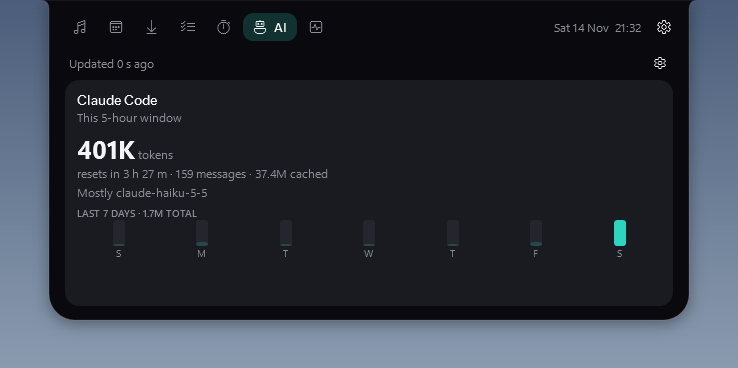 AI
Sat 14 Nov 21:32
Updated 0 s ago
Claude Code
This 5-hour window
401K tokens
resets in 3 h 27 m · 159 messages · 37.4M cached
Mostly claude-haiku-5-5
LAST 7 DAYS · 1.7M TOTAL
S M T W T F S